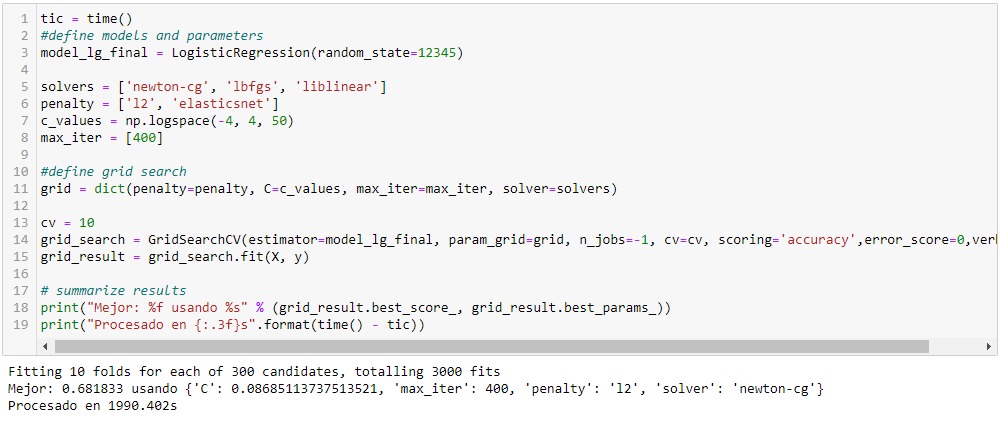 1 tic = time()
2 #define models and parameters
3 model_lg_final = LogisticRegression(random_state=12345)
4
5 solvers = ['newton-cg', 'lbfgs', 'liblinear']
6 penalty = ['l2', 'elasticsnet']
7 c_values = np.logspace(-4, 4, 50)
8 max_iter = [400]
9
10 #define grid search
11 grid = dict(penalty=penalty, C=c_values, max_iter=max_iter, solver=solvers)
12
13 cv = 10
14 grid_search = GridSearchCV(estimator=model_lg_final, param_grid=grid, n_jobs=-1, cv=cv, scoring='accuracy',error_score=0,ver
15 grid_result = grid_search.fit(X, y)
16
17 # summarize results
18 print("Mejor: %f usando %s" % (grid_result.best_score_, grid_result.best_params_))
19 print("Procesado en {:.3f}s".format(time() - tic))
Fitting 10 folds for each of 300 candidates, totalling 3000 fits
Mejor: 0.681833 usando {'C': 0.08685113737513521, 'max_iter': 400, 'penalty': 'l2', 'solver': 'newton-cg'}
Procesado en 1990.402s